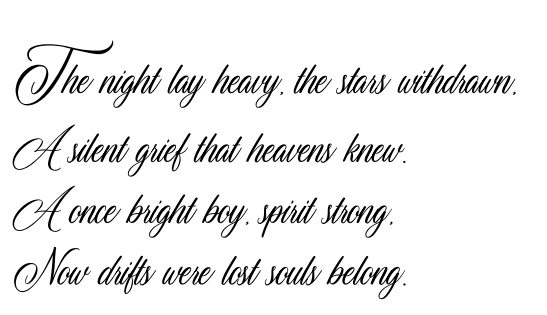 The night lay heavy, the stars withdrawn,
A silent grief that heavens knew.
A once bright boy, spirit strong,
Now drifts were lost souls belong.